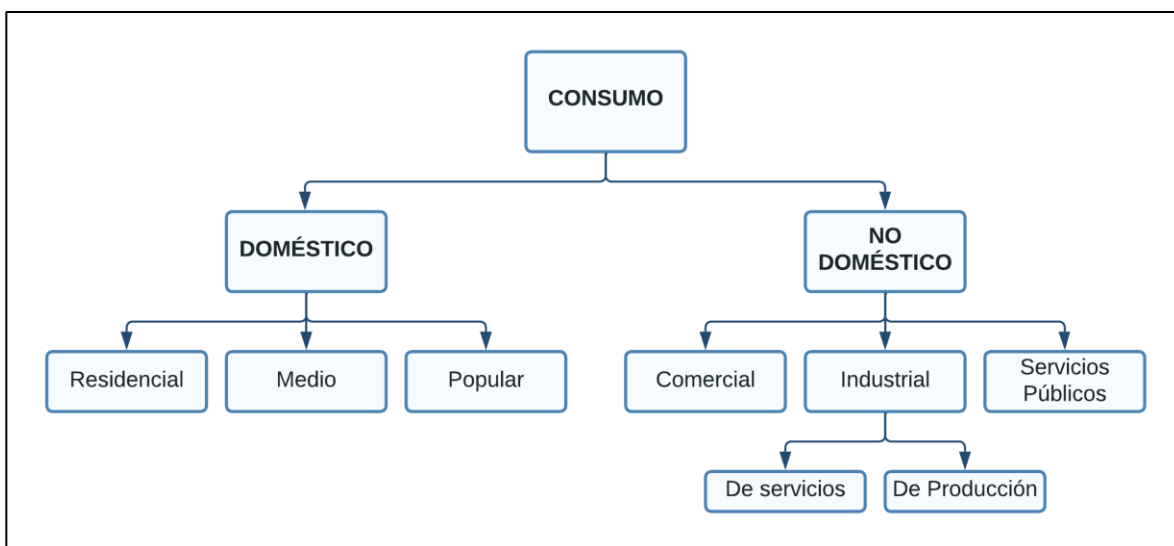 CONSUMO
DOMÉSTICO
NO
DOMÉSTICO
Residencial
Medio
Popular
Comercial
Industrial
Servicios
Públicos
De servicios
De Producción